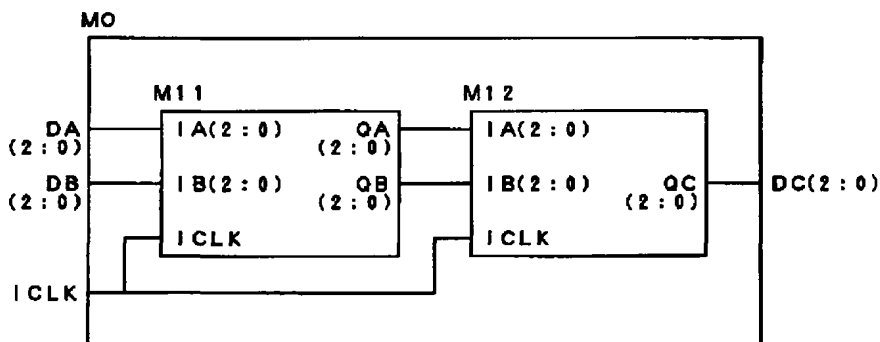 M0
M11 M12
DA IA(2:0) QA IA(2:0)
(2:0) (2:0)
DB IB(2:0) QB IB(2:0) QC DC(2:0)
(2:0) (2:0) (2:0)
ICLK ICLK
ICLK